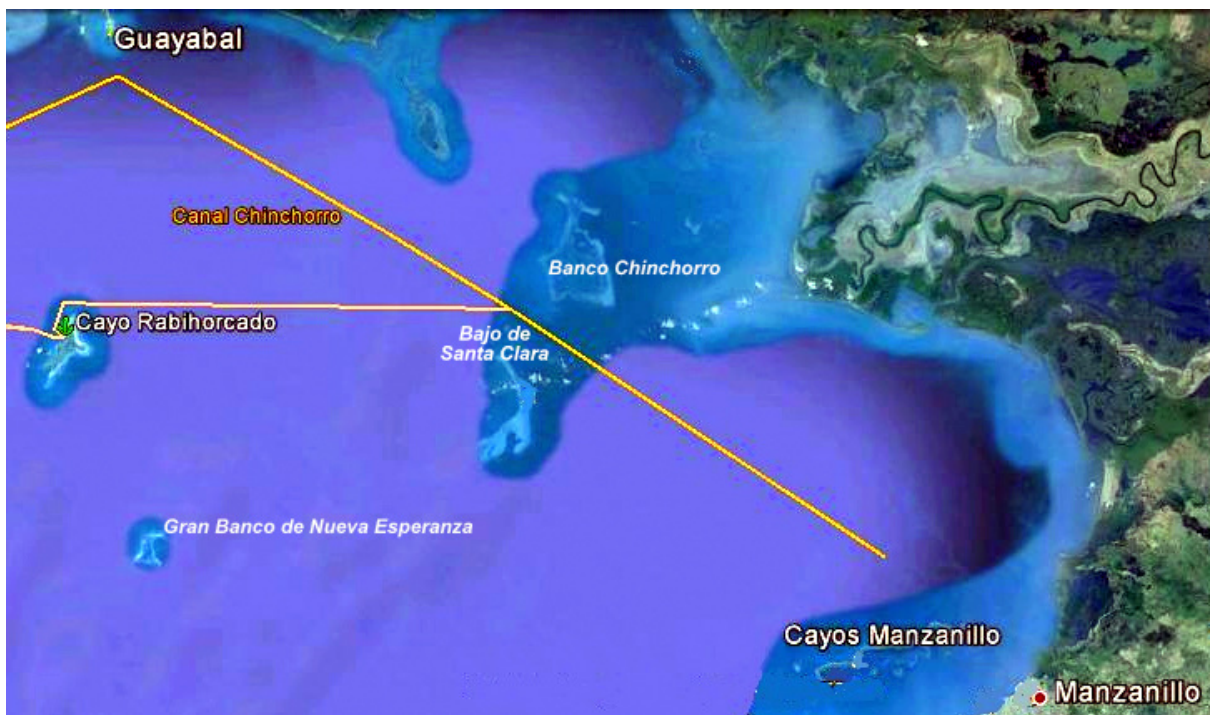 Guayabal
Canal Chinchorro
Banco Chinchorro
Cayo Rabihorcado
Bajo de
Santa Clara
Gran Banco de Nueva Esperanza
Cayos Manzanillo
Manzanillo